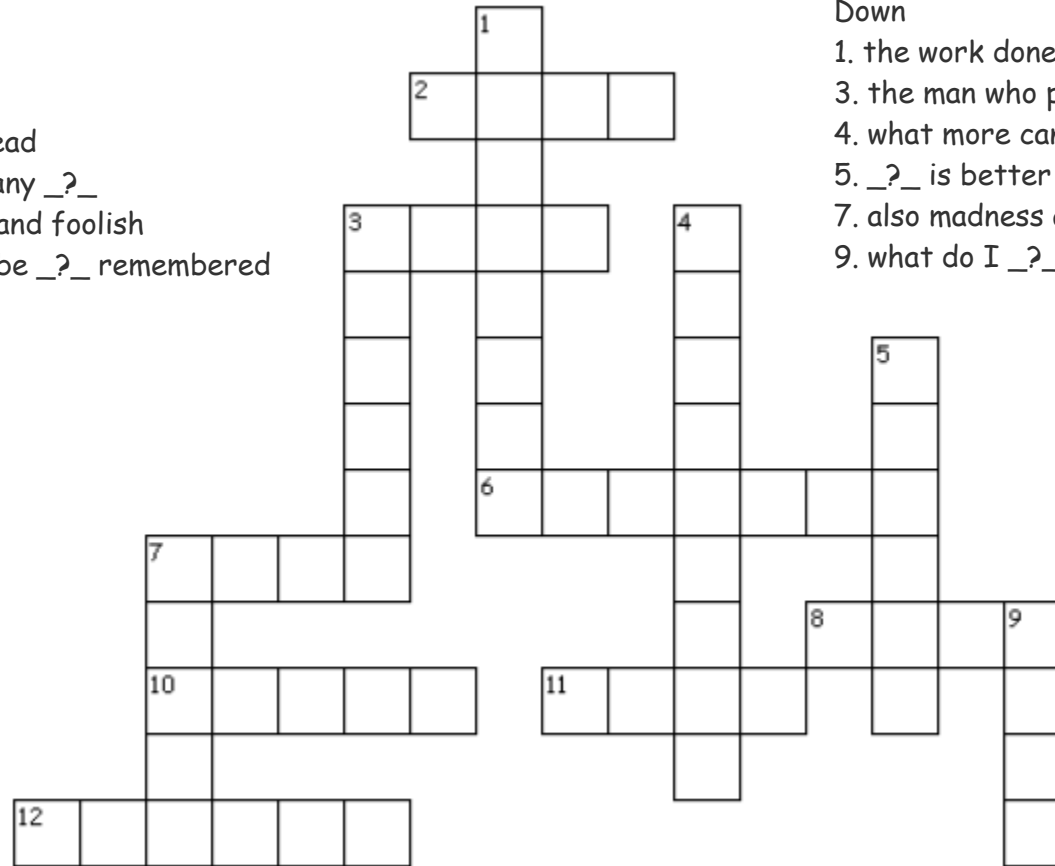 ead
any _?_
and foolish
be _?_ remembered
Down
1. the work done
3. the man who
4. what more
5. _?_ is better
7. also madness
9. what do I _?_
1
2
3
4
5
6
7
8
9
10
11
12